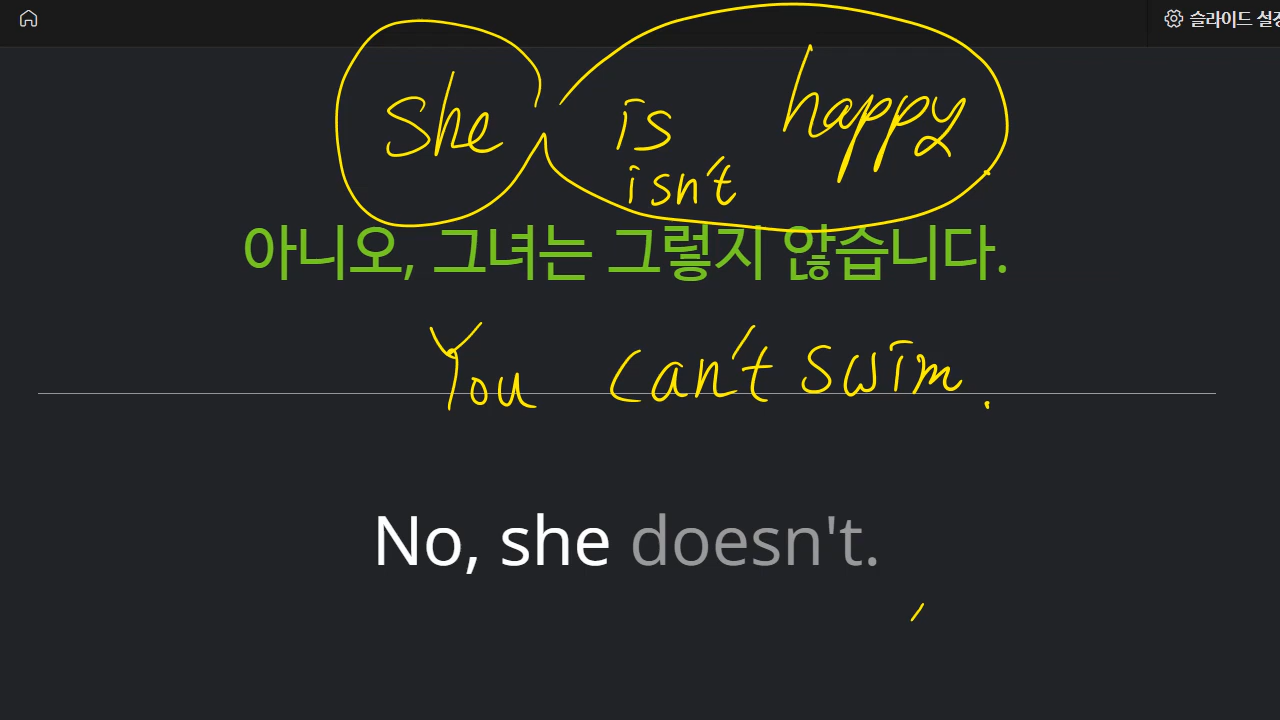 슬라이드 설정
she is happy.
isn't
아니오, 그녀는 그렇지 않습니다.
You can't swim.
No, she doesn't.